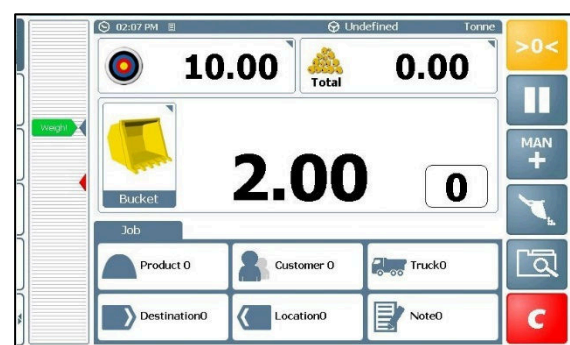 02:07 PM Undefined Tonne
>0<
10.00
Total
0.00
Weight
MAN
+
Bucket
2.00
0
Job
Product 0
Customer 0
Truck0
Destination0
Location0
Note0
C